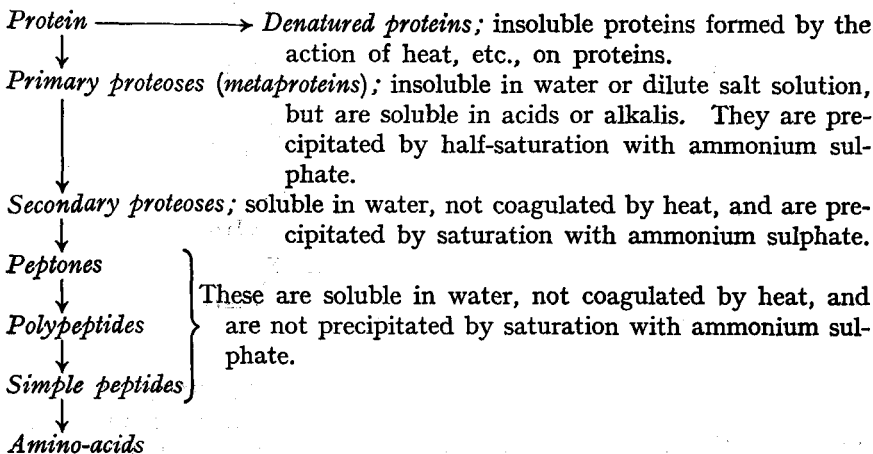 Protein ⟶ Denatured proteins; insoluble proteins formed by the
action of heat, etc., on proteins.
Primary proteoses (metaproteins); insoluble in water or dilute salt solution,
but are soluble in acids or alkalis. They are pre-
cipitated by half-saturation with ammonium sul-
phate.
Secondary proteoses; soluble in water, not coagulated by heat, and are pre-
cipitated by saturation with ammonium sulphate.
Peptones
These are soluble in water, not coagulated by heat, and
Polypeptides are not precipitated by saturation with ammonium sul-
phate.
Simple peptides
Amino-acids